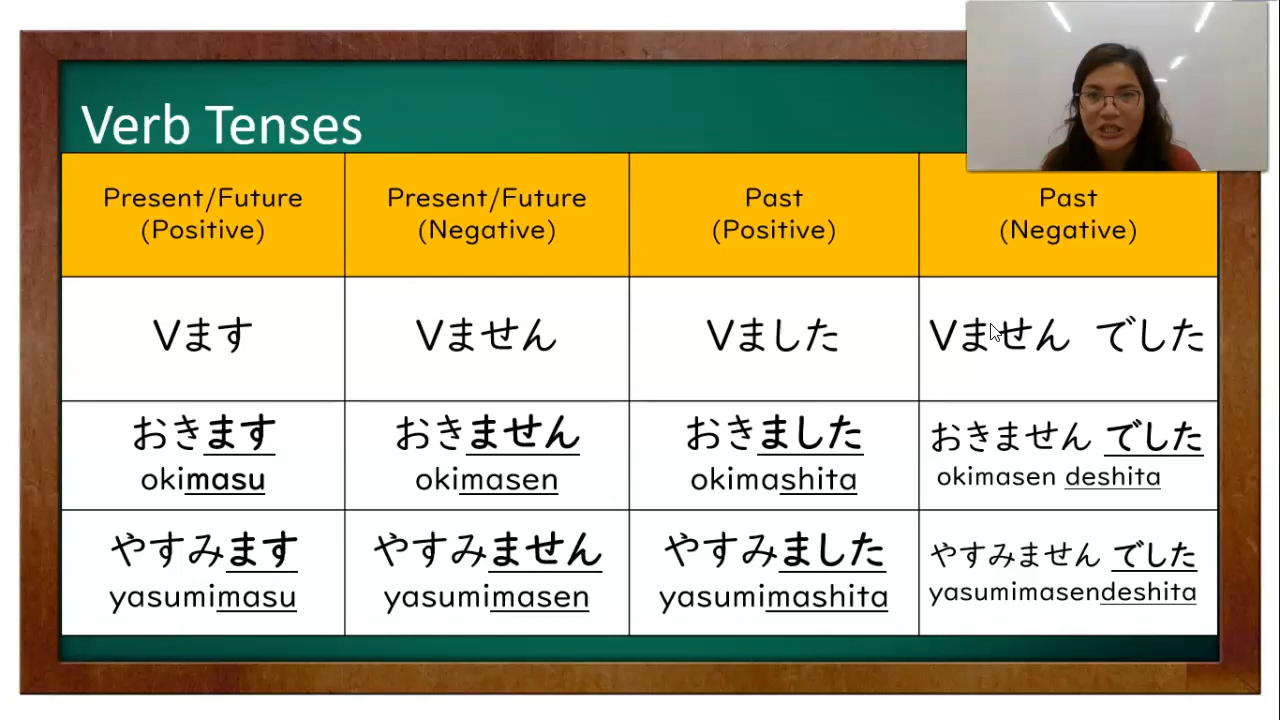 Verb Tenses
Present/Future
(Positive)
Present/Future
(Negative)
Past
(Positive)
Past
(Negative)
Vます
Vません
Vました
Vません でした
おきます
okimasu
おきません
okimasen
おきました
okimashita
おきません でした
okimasen deshita
やすみます
yasumimasu
やすみません
yasumimasen
やすみました
yasumimashita
やすみません でした
yasumimasendeshita